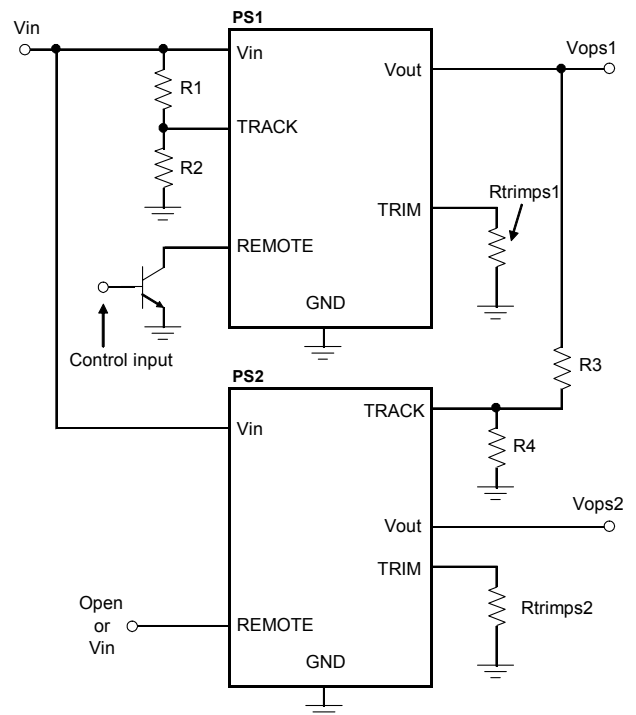 PS1
Vin
Vin
Vout
Vops1
R1
TRACK
R2
Rtrimps1
TRIM
REMOTE
GND
Control input
R3
PS2
TRACK
Vin
R4
Vout
Vops2
TRIM
Open
or
Vin
Rtrimps2
REMOTE
GND